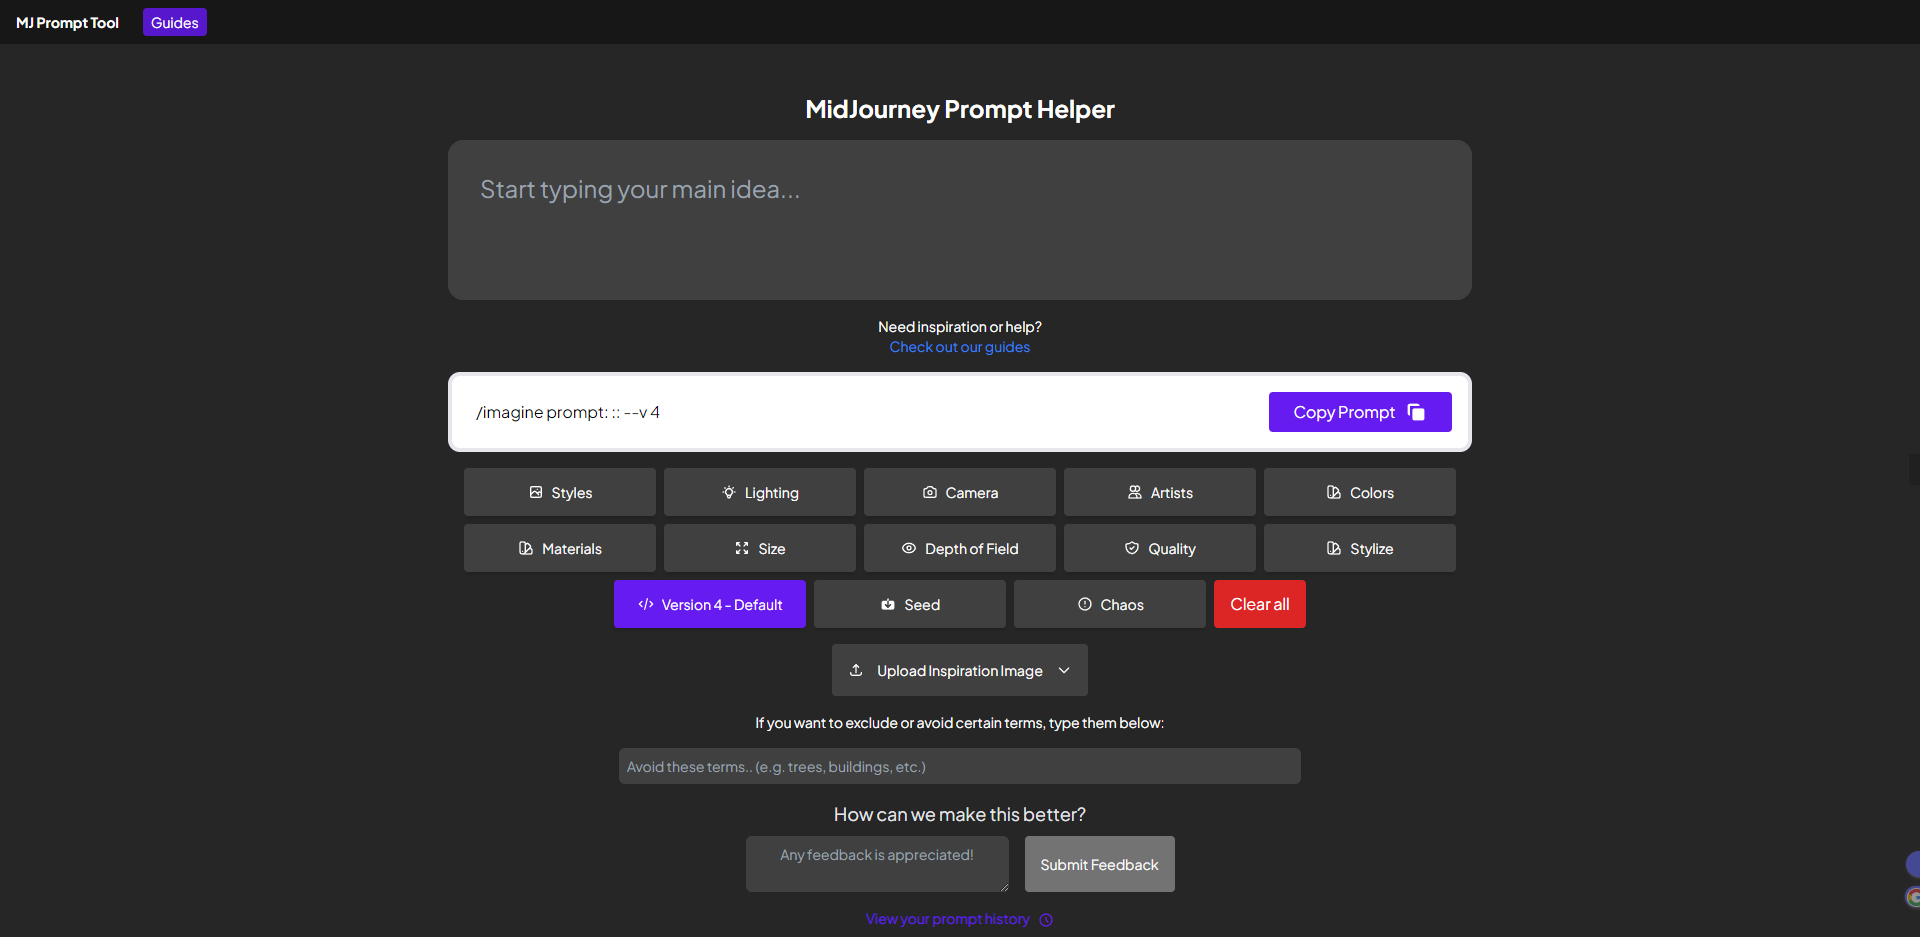 MJ Prompt Tool Guides
MidJourney Prompt Helper
Start typing your main idea...
Need inspiration or help?
Check out our guides
/imagine prompt: :: --v 4 Copy Prompt
Styles Lighting Camera Artists Colors
Materials Size Depth of Field Quality Stylize
</> Version 4 - Default Seed Chaos Clear all
Upload Inspiration Image
If you want to exclude or avoid certain terms, type them below:
Avoid these terms.. (e.g. trees, buildings, etc.)
How can we make this better?
Any feedback is appreciated! Submit Feedback
View your prompt history